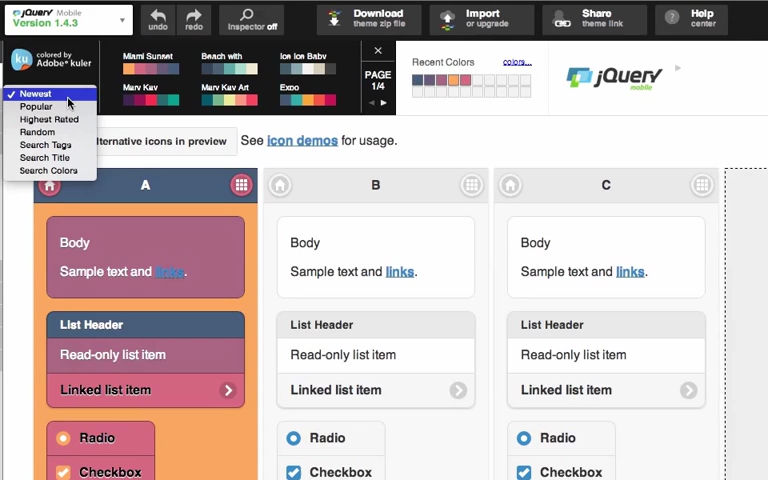 jQuery Mobile
Version 1.4.3
undo
redo
Inspector off
Download
theme zip file
Import
or upgrade
Share
theme link
Help
center
ku
colored by
Adobe® kuler
Miami Sunset
Beach with
Ice Ice Baby
Mary Kay
Mary Kay Art
Expo
PAGE
1/4
Recent Colors
colors...
jQuery
mobile
Newest
Popular
Highest Rated
Random
Search Tags
Search Title
Search Colors
lternative icons in preview
See icon demos for usage.
A
B
C
Body
Sample text and links.
List Header
Read-only list item
Linked list item
Radio
Checkbox
Body
Sample text and links.
List Header
Read-only list item
Linked list item
Radio
Checkbox
Body
Sample text and links.
List Header
Read-only list item
Linked list item
Radio
Checkbox